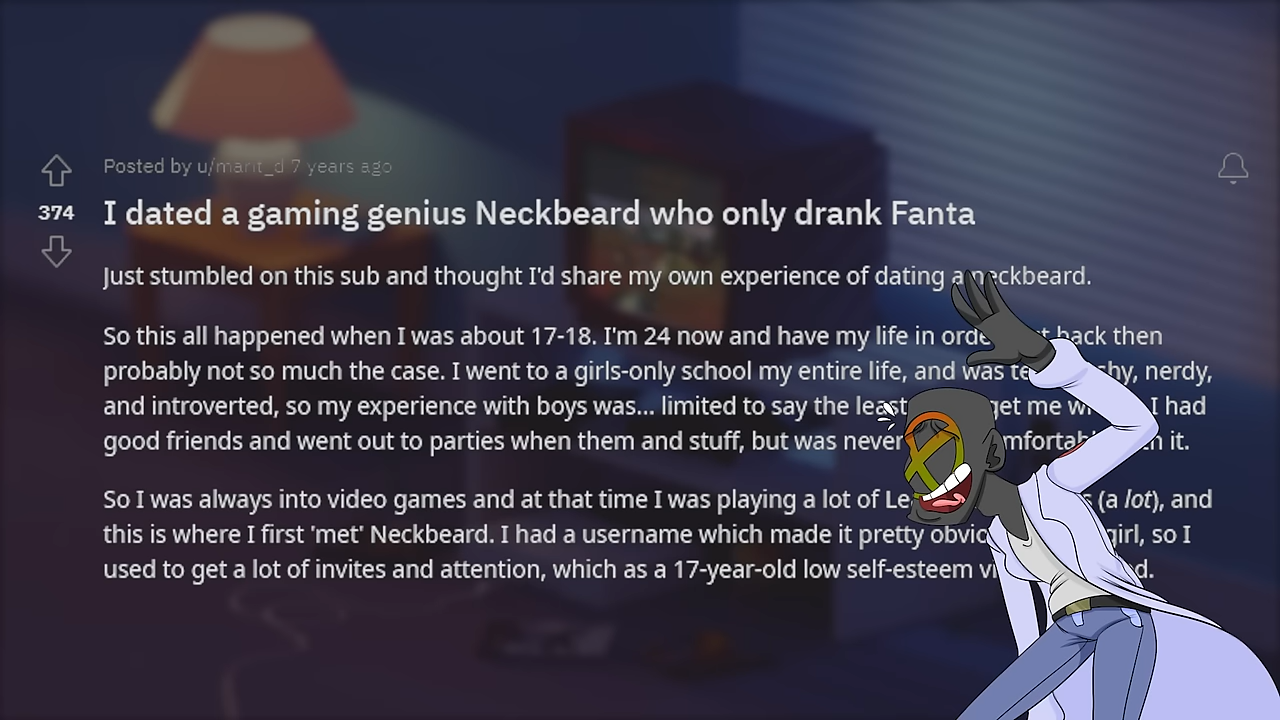 Posted by u/marit_d 7 years ago
374
I dated a gaming genius Neckbeard who only drank Fanta
Just stumbled on this sub and thought I'd share my own experience of dating a neckbeard.
So this all happened when I was about 17-18. I'm 24 now and have my life in back then
probably not so much the case. I went to a girls-only school my entire life, and was shy, nerdy,
and introverted, so my experience with boys was... limited to say the least get me I had
good friends and went out to parties when them and stuff, but was never it.
So I was always into video games and at that time I was playing a lot of (a lot), and
this is where I first 'met' Neckbeard. I had a username which made it pretty girl, so I
used to get a lot of invites and attention, which as a 17-year-old low self-esteem